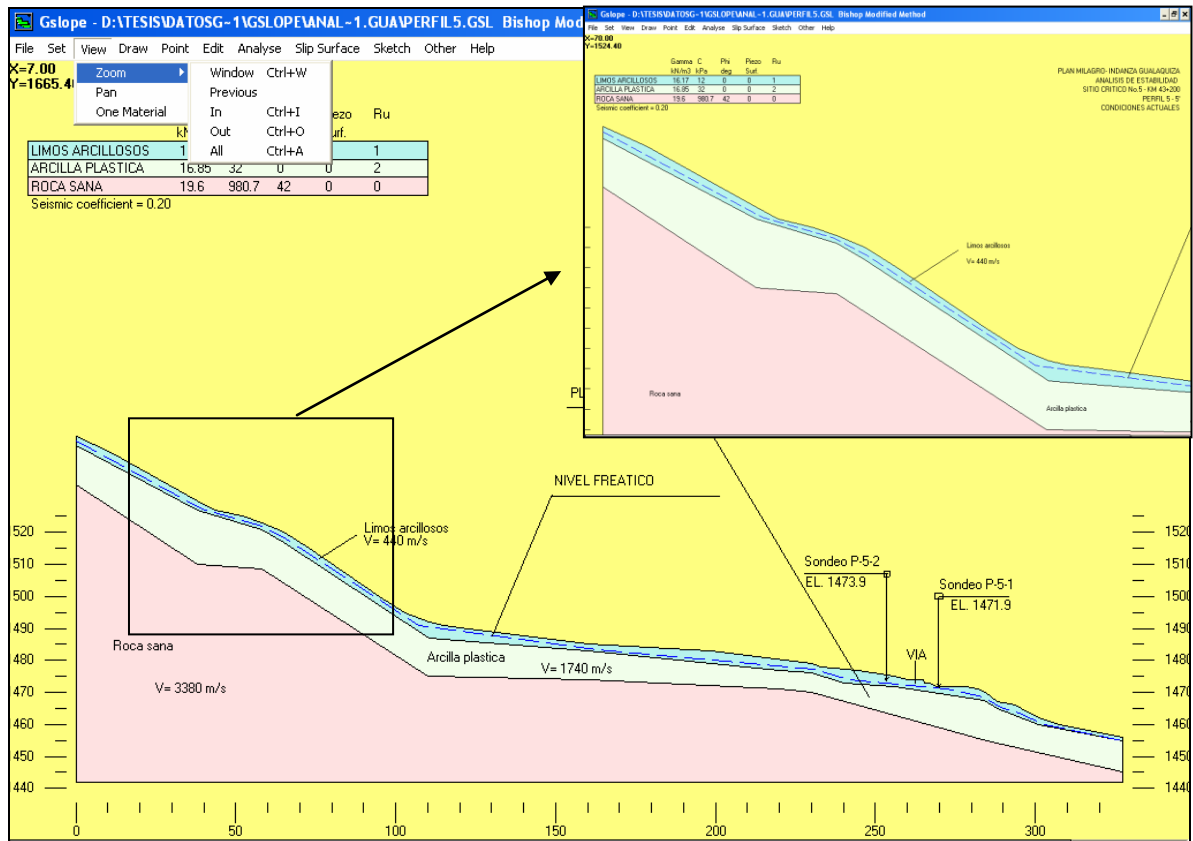 Gslope - D:\TESIS\DATOSG~1\GSLOPE\ANAL~1.GUA\PERFIL5.GSL Bishop Mod
File Set View Draw Point Edit Analyse Slip Surface Sketch Other Help
X=7.00
Y=1665.4
Zoom
Pan
One Material
Window Ctrl+W
Previous
In Ctrl+I
Out Ctrl+O
All Ctrl+A
ezo Ru
urf.
LIMOS ARCILLOSOS 1 1
ARCILLA PLASTICA 16.85 32 0 0 2
ROCA SANA 19.6 980.7 42 0 0
Seismic coefficient = 0.20
Gslope - D:\TESIS\DATOSG~1\GSLOPE\ANAL~1.GUA\PERFIL5.GSL Bishop Modified Method
File Set View Draw Point Edit Analyse Slip Surface Sketch Other Help
X=70.00
Y=1524.40
Gamma C Phi Piezo Ru
kN/m3 kPa deg Surf.
LIMOS ARCILLOSOS 16.17 12 0 0 1
ARCILLA PLASTICA 16.85 32 0 0 2
ROCA SANA 19.6 980.7 42 0 0
Seismic coefficient = 0.20
PLAN MILAGRO- INDANZA GUALAQUIZA
ANALISIS DE ESTABILIDAD
SITIO CRITICO No.5 - KM 43+200
PERFIL 5 - 5'
CONDICIONES ACTUALES
Limos arcillosos
V= 440 m/s
Roca sana
Arcilla plastica
NIVEL FREATICO
Limos arcillosos
V= 440 m/s
Sondeo P-5-2
EL. 1473.9
Sondeo P-5-1
EL. 1471.9
VIA
Roca sana
V= 3380 m/s
Arcilla plastica
V= 1740 m/s
520 1520
510 1510
500 1500
490 1490
480 1480
470 1470
460 1460
450 1450
440 1440
0 50 100 150 200 250 300